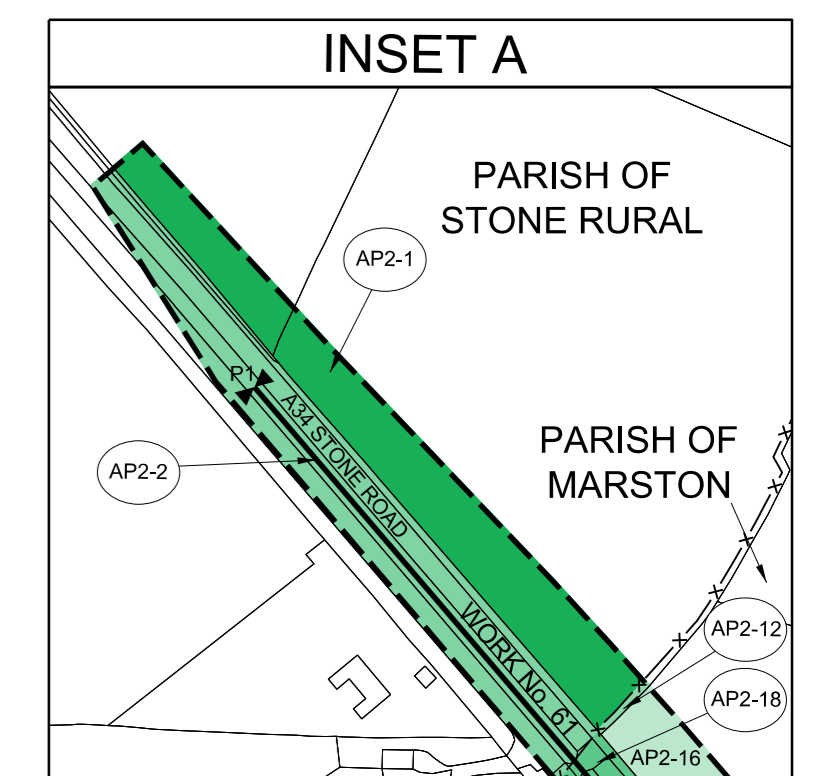 INSET A
PARISH OF
STONE RURAL
AP2-1
P1
A34 STONE ROAD
PARISH OF
MARSTON
AP2-2
WORK No. 61
AP2-12
AP2-18
AP2-16